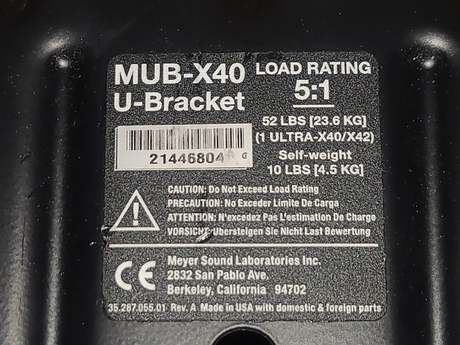 MUB-X40
U-Bracket
LOAD RATING
5:1
52 LBS [23.6 KG]
(1 ULTRA-X40/X42)
Self-weight
10 LBS [4.5 KG]
21446804
CAUTION: Do Not Exceed Load Rating
PRECAUCIÓN: No Exceder Limite De Carga
ATTENTION: N'excedez Pas L'estimation De Charge
VORSICHT: Ubersteigen Sie Nicht Last Bewertung
CE
Meyer Sound Laboratories Inc.
2832 San Pablo Ave.
Berkeley, California 94702
35.287.055.01 Rev. A Made in USA with domestic & foreign parts